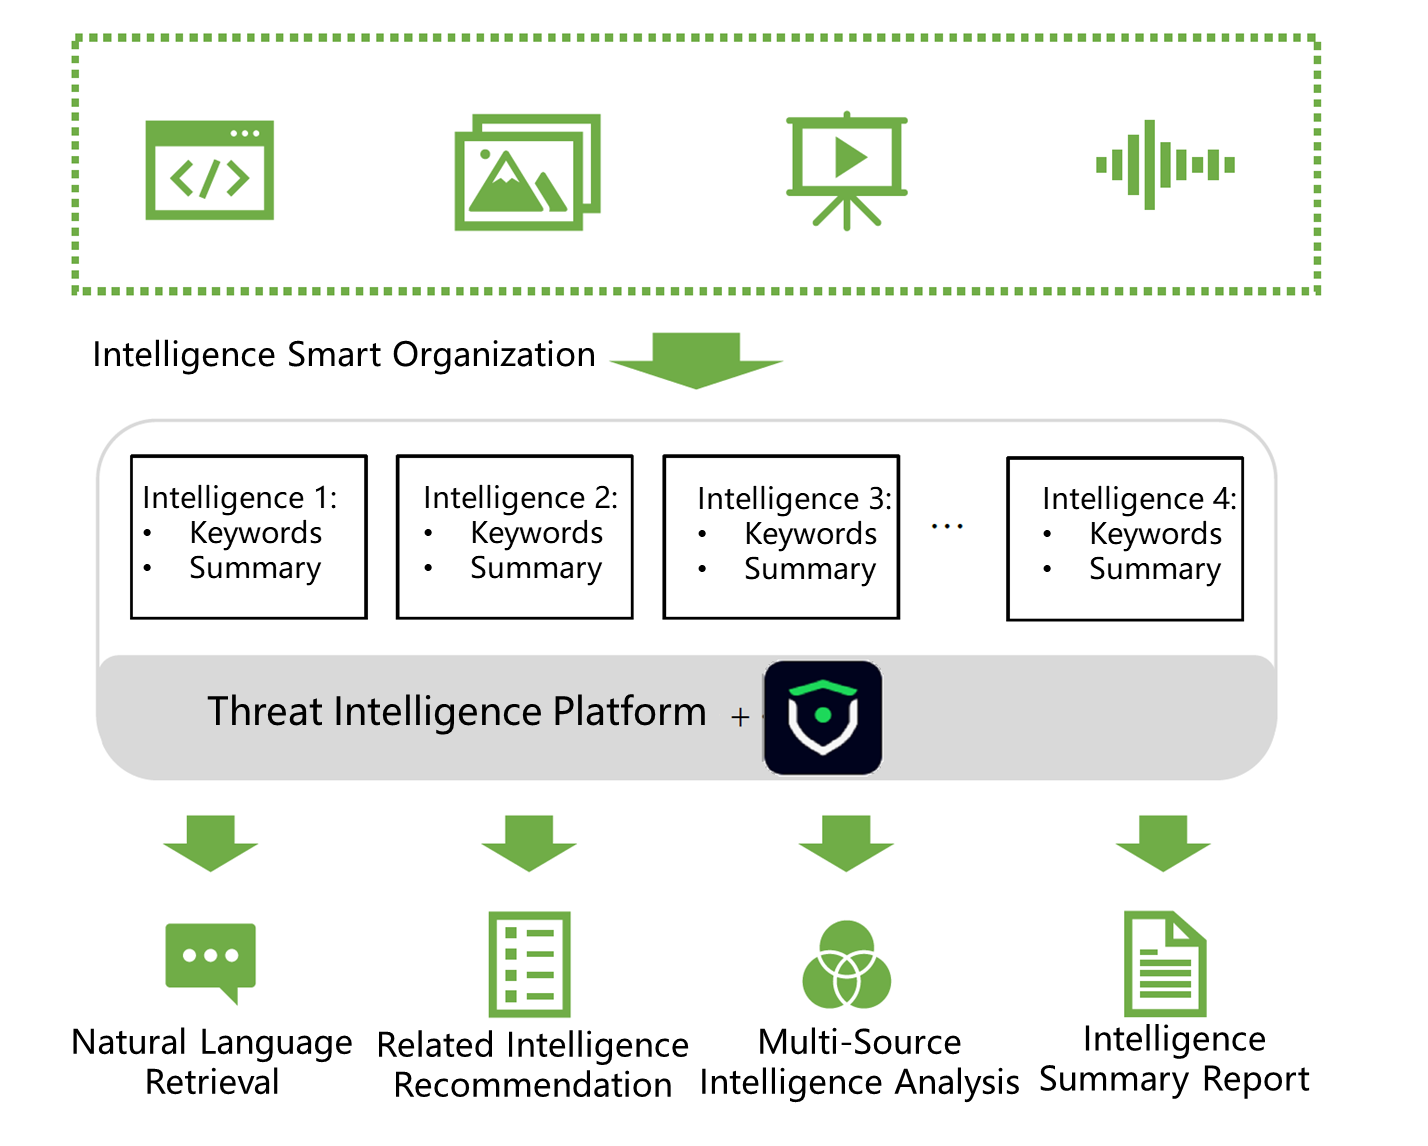 </>
Intelligence Smart Organization
Intelligence 1:
• Keywords
• Summary
Intelligence 2:
• Keywords
• Summary
Intelligence 3:
• Keywords
• Summary
...
Intelligence 4:
• Keywords
• Summary
Threat Intelligence Platform +
Natural Language
Retrieval
Related Intelligence
Recommendation
Multi-Source
Intelligence Analysis
Intelligence
Summary Report